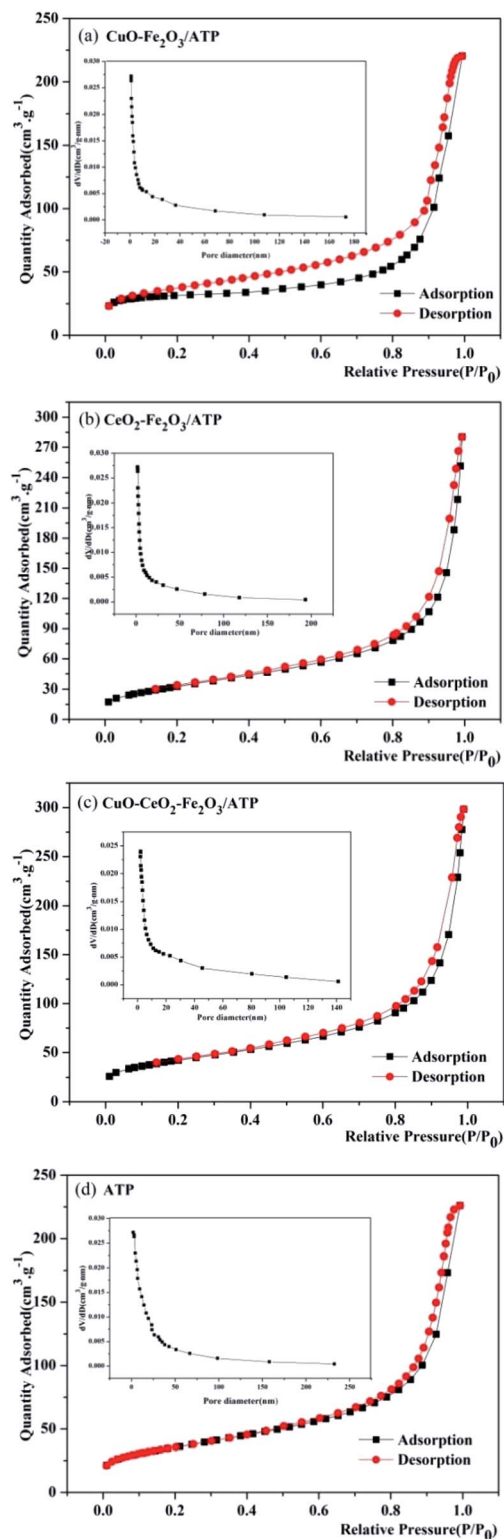 (a) CuO-Fe2O3/ATP
250
200
150
100
50
0
Quantity Adsorbed(cm3.g-1)
0.030
0.025
0.020
0.015
0.010
0.005
0.000
dV/dD(cm3/g·nm)
-20 0 20 40 60 80 100 120 140 160 180
Pore diameter(nm)
Adsorption
Desorption
0.0 0.2 0.4 0.6 0.8 1.0
Relative Pressure(P/P0)
(b) CeO2-Fe2O3/ATP
300
270
240
210
180
150
120
90
60
30
0
Quantity Adsorbed(cm3.g-1)
0.030
0.025
0.020
0.015
0.010
0.005
0.000
dV/dD(cm3/g·nm)
0 50 100 150 200
Pore diameter(nm)
Adsorption
Desorption
0.0 0.2 0.4 0.6 0.8 1.0
Relative Pressure(P/P0)
(c) CuO-CeO2-Fe2O3/ATP
300
250
200
150
100
50
0
Quantity Adsorbed(cm3.g-1)
0.025
0.020
0.015
0.010
0.005
0.000
dV/dD(cm3/g·nm)
0 10 20 30 40 50 60 70 80 90 100 110 120 130 140
Pore diameter(nm)
Adsorption
Desorption
0.0 0.2 0.4 0.6 0.8 1.0
Relative Pressure(P/P0)
(d) ATP
250
200
150
100
50
0
Quantity Adsorbed(cm3.g-1)
0.030
0.025
0.020
0.015
0.010
0.005
0.000
dV/dD(cm3/g·nm)
0 50 100 150 200 250
Pore diameter(nm)
Adsorption
Desorption
0.0 0.2 0.4 0.6 0.8 1.0
Relative Pressure(P/P0)